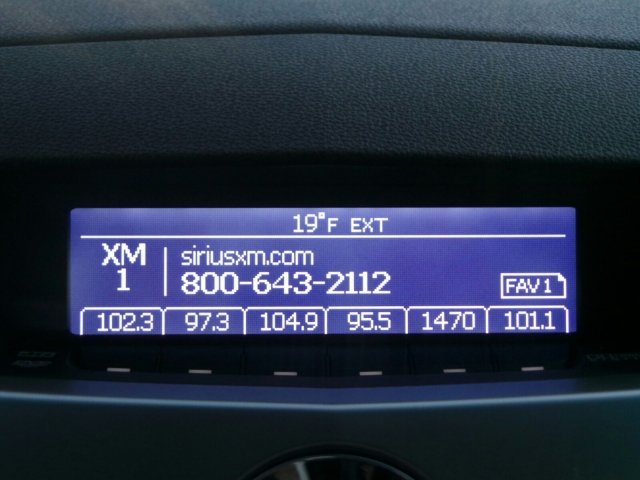 19°F EXT
XM siriusxm.com
1 800-643-2112
FAV1
102.3 97.3 104.9 95.5 1470 101.1